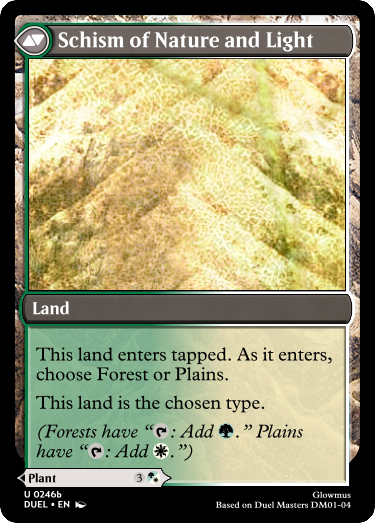 Schism of Nature and Light
Land
This land enters tapped. As it enters,
choose Forest or Plains.
This land is the chosen type.
(Forests have “: Add .” Plains
have “: Add .”)
Plant 3
U 0246b Glowmus
DUEL • EN Based on Duel Masters DM01-04